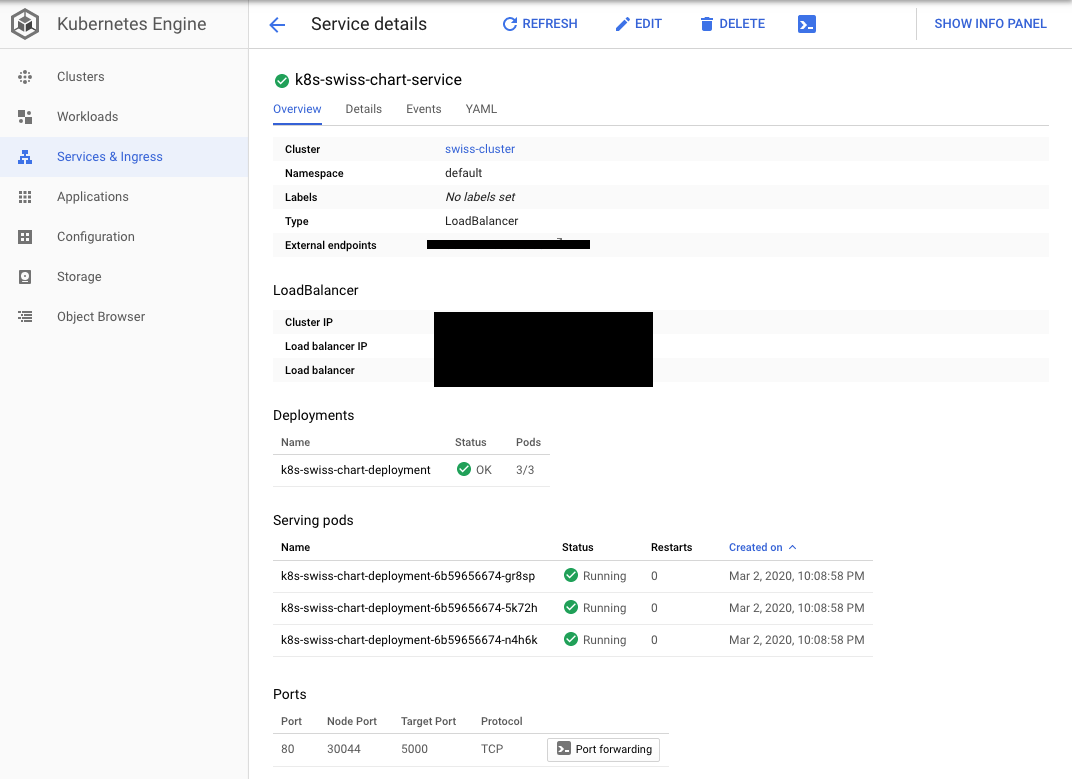 Kubernetes Engine
Service details
REFRESH
EDIT
DELETE
SHOW INFO PANEL
Clusters
Workloads
Services & Ingress
Applications
Configuration
Storage
Object Browser
k8s-swiss-chart-service
Overview Details Events YAML
Cluster swiss-cluster
Namespace default
Labels No labels set
Type LoadBalancer
External endpoints
LoadBalancer
Cluster IP
Load balancer IP
Load balancer
Deployments
Name Status Pods
k8s-swiss-chart-deployment OK 3/3
Serving pods
Name Status Restarts Created on
k8s-swiss-chart-deployment-6b59656674-gr8sp Running 0 Mar 2, 2020, 10:08:58 PM
k8s-swiss-chart-deployment-6b59656674-5k72h Running 0 Mar 2, 2020, 10:08:58 PM
k8s-swiss-chart-deployment-6b59656674-n4h6k Running 0 Mar 2, 2020, 10:08:58 PM
Ports
Port Node Port Target Port Protocol
80 30044 5000 TCP Port forwarding